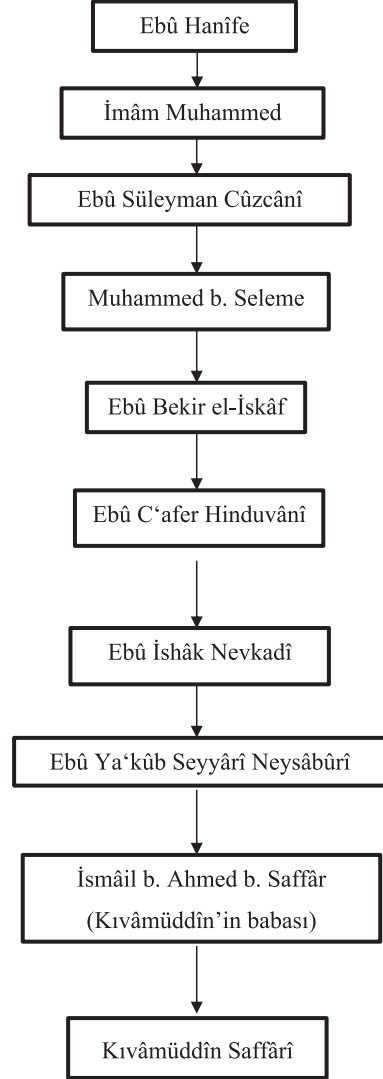 Ebû Hanîfe
İmâm Muhammed
Ebû Süleyman Cûzcânî
Muhammed b. Seleme
Ebû Bekir el-İskâf
Ebû C‘afer Hinduvânî
Ebû İshâk Nevkadî
Ebû Ya‘kûb Seyyârî Neysâbûrî
İsmâil b. Ahmed b. Saffâr
(Kıvâmüddîn’in babası)
Kıvâmüddîn Saffârî